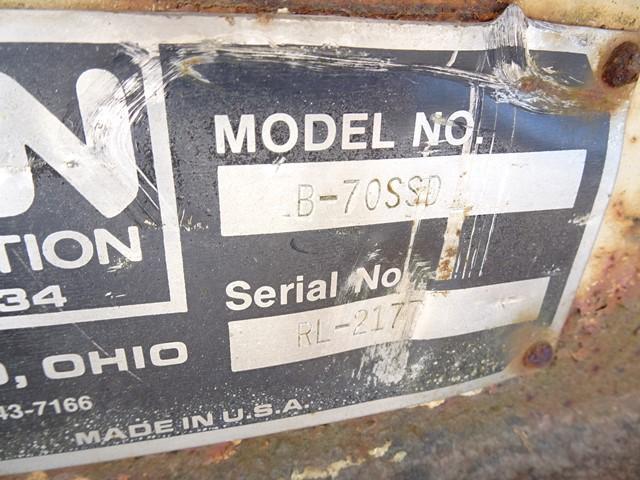 N
TION
34
MODEL NO.
B-70SSD
Serial No
RL-2177
, OHIO
43-7166
MADE IN U.S.A.